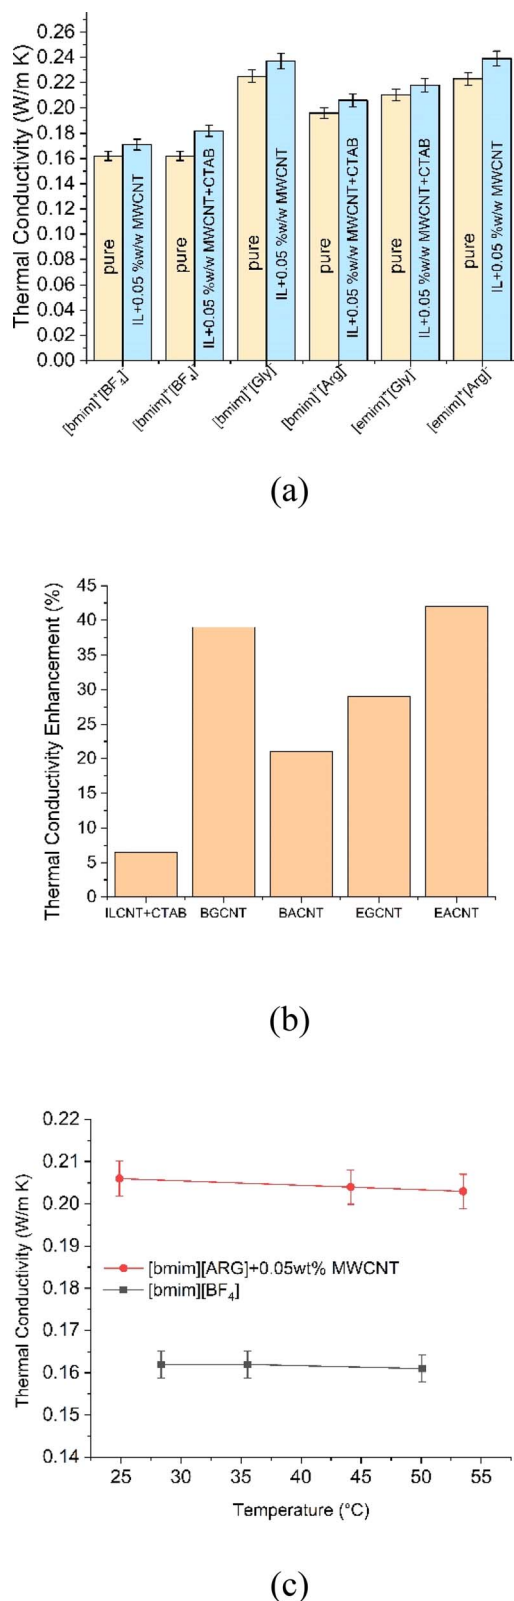 Thermal Conductivity (W/m K)
0.26
0.24
0.22
0.20
0.18
0.16
0.14
0.12
0.10
0.08
0.06
0.04
0.02
0.00
pure
IL+0.05 %w/w MWCNT
pure
IL+0.05 %w/w MWCNT+CTAB
pure
IL+0.05 %w/w MWCNT
pure
IL+0.05 %w/w MWCNT+CTAB
pure
IL+0.05 %w/w MWCNT+CTAB
pure
IL+0.05 %w/w MWCNT
[bmim]⁺[BF₄]⁻
[bmim]⁺[BF₄]⁻
[bmim]⁺[Gly]⁻
[bmim]⁺[Arg]⁻
[emim]⁺[Gly]⁻
[emim]⁺[Arg]⁻
(a)
Thermal Conductivity Enhancement (%)
45
40
35
30
25
20
15
10
5
0
ILCNT+CTAB BGCNT BACNT EGCNT EACNT
(b)
Thermal Conductivity (W/m K)
0.22
0.21
0.20
0.19
0.18
0.17
0.16
0.15
0.14
[bmim][ARG]+0.05wt% MWCNT
[bmim][BF₄]
25 30 35 40 45 50 55
Temperature (°C)
(c)